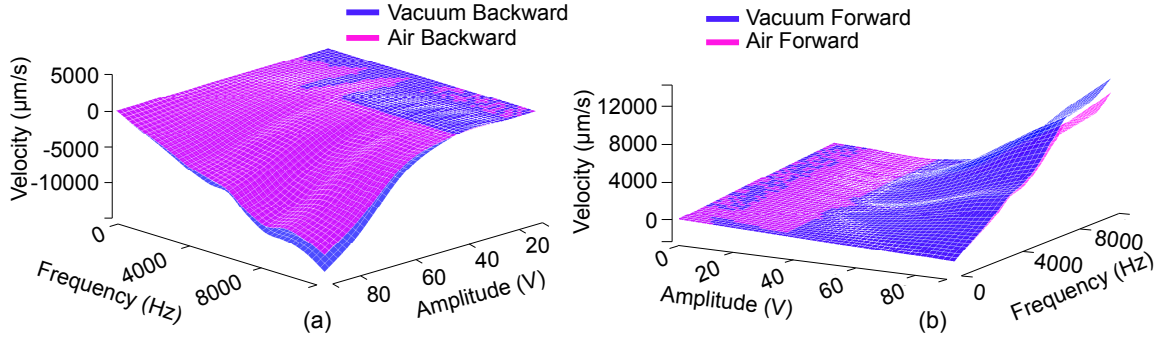 Vacuum Backward
Air Backward
5000
0
-5000
-10000
Velocity (µm/s)
0
4000
8000
Frequency (Hz)
80
60
40
20
Amplitude (V)
(a)
Vacuum Forward
Air Forward
12000
8000
4000
0
Velocity (µm/s)
0
20
40
60
80
Amplitude (V)
0
4000
8000
Frequency (Hz)
(b)